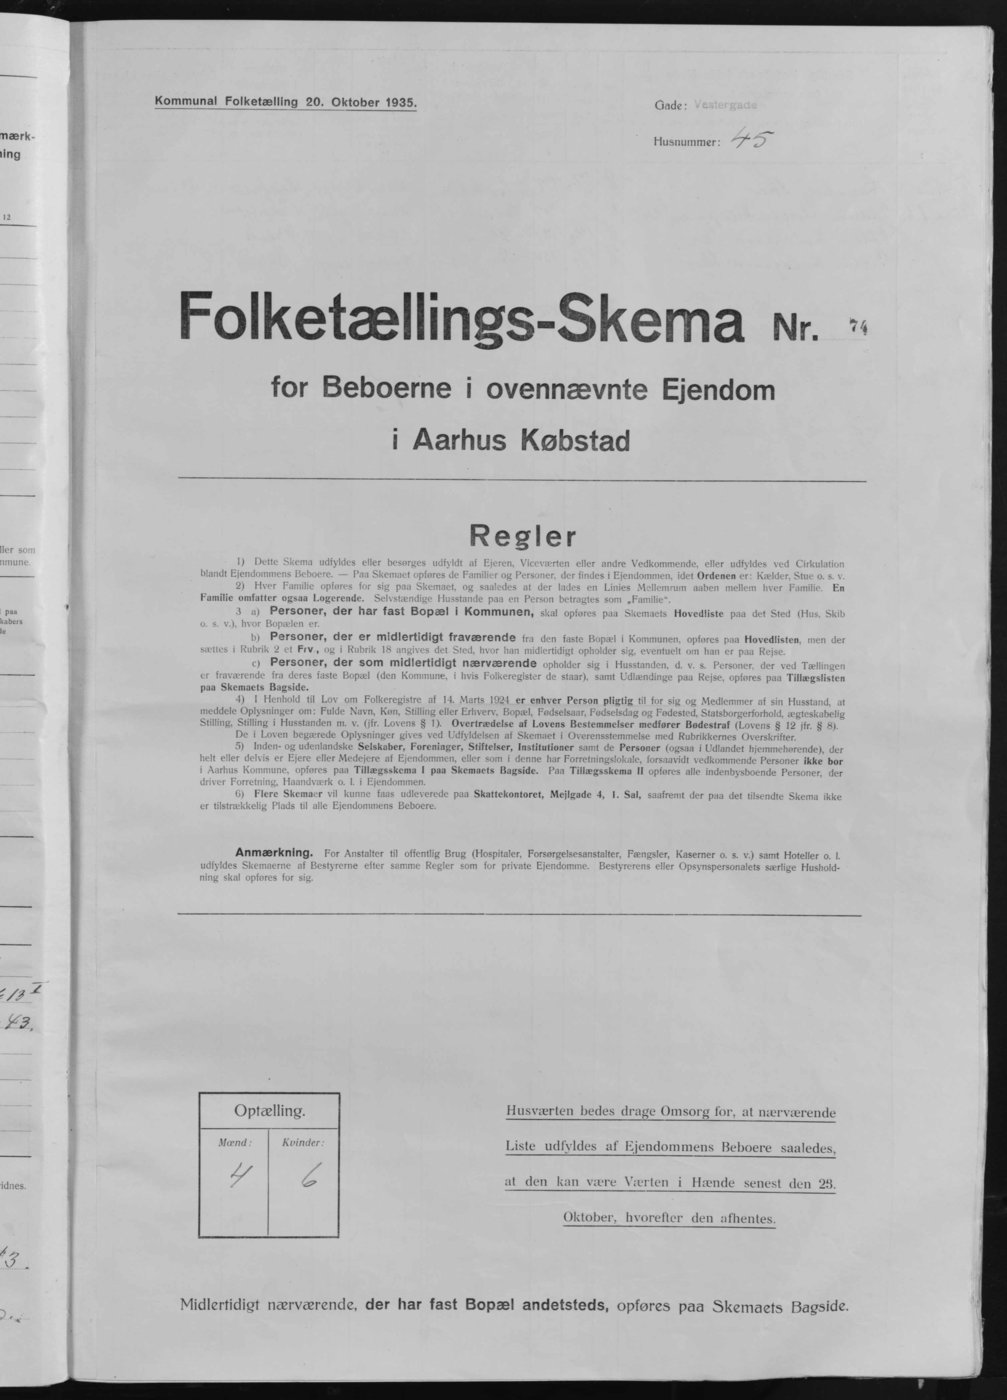 Kommunal Folketælling 20. Oktober 1935.
Gade: Vestergade
Husnummer: 45
Folketællings-Skema Nr. 74
for Beboerne i ovennævnte Ejendom
i Aarhus Købstad
Regler
1) Dette Skema udfyldes eller besørges udfyldt af Ejeren, Viceværten eller andre Vedkommende, eller udfyldes ved Cirkulation
blandt Ejendommens Beboere. — Paa Skemaet opføres de Familier og Personer, der findes i Ejendommen, idet Ordenen er: Kælder, Stue o. s. v.
2) Hver Familie opføres for sig paa Skemaet, og saaledes at der lades en Linies Mellemrum aaben mellem hver Familie. En
Familie omfatter ogsaa Logerende. Selvstændige Husstande paa en Person betragtes som „Familie“.
3 a) Personer, der har fast Bopæl i Kommunen, skal opføres paa Skemaets Hovedliste paa det Sted (Hus, Skib
o. s. v.), hvor Bopælen er.
b) Personer, der er midlertidigt fraværende fra den faste Bopæl i Kommunen, opføres paa Hovedlisten, men der
sættes i Rubrik 2 et Frv., og i Rubrik 18 angives det Sted, hvor han midlertidigt opholder sig, eventuelt om han er paa Rejse.
c) Personer, der som midlertidigt nærværende opholder sig i Husstanden, d. v. s. Personer, der ved Tællingen
er fraværende fra deres faste Bopæl (den Kommune, i hvis Folkeregister de staar), samt Udlændinge paa Rejse, opføres paa Tillægslisten
paa Skemaets Bagside.
4) I Henhold til Lov om Folkeregistre af 14. Marts 1924 er enhver Person pligtig til for sig og Medlemmer af sin Husstand, at
meddele Oplysninger om: Fulde Navn, Køn, Stilling eller Erhverv, Bopæl, Fødselsaar, Fødselsdag og Fødested, Statsborgerforhold, ægteskabelig
Stilling, Stilling i Husstanden m. v. (jfr. Lovens § 1). Overtrædelse af Lovens Bestemmelser medfører Bødestraf (Lovens § 12 jfr. § 8).
De i Loven begærede Oplysninger gives ved Udfyldelsen af Skemaet i Overensstemmelse med Rubrikkernes Overskrifter.
5) Inden- og udenlandske Selskaber, Foreninger, Stiftelser, Institutioner samt de Personer (ogsaa i Udlandet hjemmehørende), der
helt eller delvis er Ejere eller Medejere af Ejendommen, eller som i denne har Forretningslokale, forsaavidt vedkommende Personer ikke bor
i Aarhus Kommune, opføres paa Tillægsskema I paa Skemaets Bagside. Paa Tillægsskema II opføres alle indenbysboende Personer, der
driver Forretning, Haandværk o. l. i Ejendommen.
6) Flere Skemaer vil kunne faas udleverede paa Skattekontoret, Mejlgade 4, 1. Sal, saafremt der paa det tilsendte Skema ikke
er tilstrækkelig Plads til alle Ejendommens Beboere.
Anmærkning. For Anstalter til offentlig Brug (Hospitaler, Forsørgelsesanstalter, Fængsler, Kaserner o. s. v.) samt Hoteller o. l.
udfyldes Skemaerne af Bestyrerne efter samme Regler som for private Ejendomme. Bestyrerens eller Opsynspersonalets særlige Hushold-
ning skal opføres for sig.
Optælling.
Mænd: Kvinder:
4 6
Husværten bedes drage Omsorg for, at nærværende
Liste udfyldes af Ejendommens Beboere saaledes,
at den kan være Værten i Hænde senest den 23.
Oktober, hvorefter den afhentes.
Midlertidigt nærværende, der har fast Bopæl andetsteds, opføres paa Skemaets Bagside.